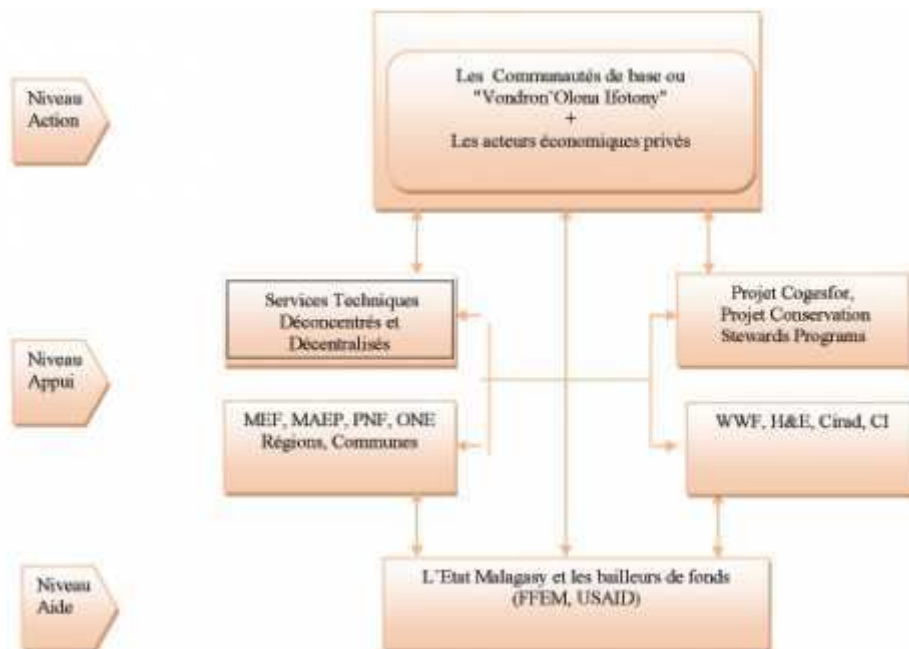 Niveau
Action
Les Communautés de base ou
"Vondron`Olona Ifotony"
+
Les acteurs économiques privés
Services Techniques
Déconcentrés et
Décentralisés
Projet Cogesfor,
Projet Conservation
Stewards Programs
Niveau
Appui
MEF, MAEP, PNF, ONE
Régions, Communes
WWF, H&E, Cirad, CI
Niveau
Aide
L`Etat Malagasy et les bailleurs de fonds
(FFEM, USAID)